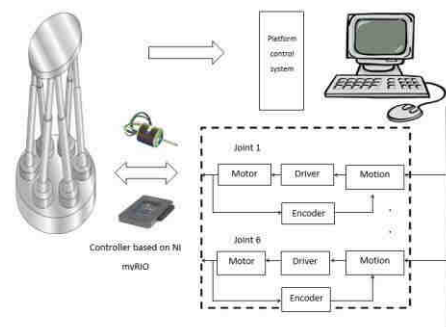 Platform
control
system
Joint 1
Motor
Driver
Motion
Encoder
Controller based on NI
myRIO
Joint 6
Motor
Driver
Motion
Encoder